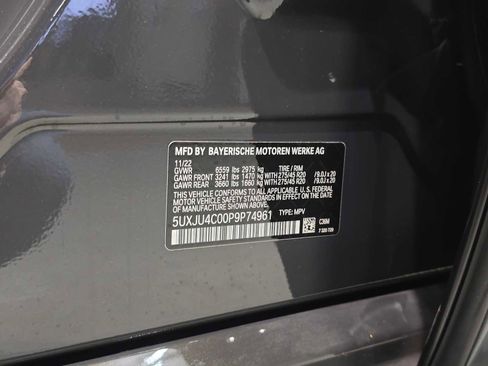 MFD BY BAYERISCHE MOTOREN WERKE AG
11/22 TIRE / RIM
GVWR 6559 lbs 2975 kg
GAWR FRONT 3241 lbs 1470 kg WITH 275/45 R20 / 9.0J x 20
GAWR REAR 3660 lbs 1660 kg WITH 275/45 R20 / 9.0J x 20
THIS VEHICLE CONFORMS TO ALL APPLICABLE U.S. FEDERAL
MOTOR VEHICLE SAFETY STANDARDS IN EFFECT ON THE DATE
OF MANUFACTURE SHOWN ABOVE.
5UXJU4C00P9P74961 TYPE: MPV